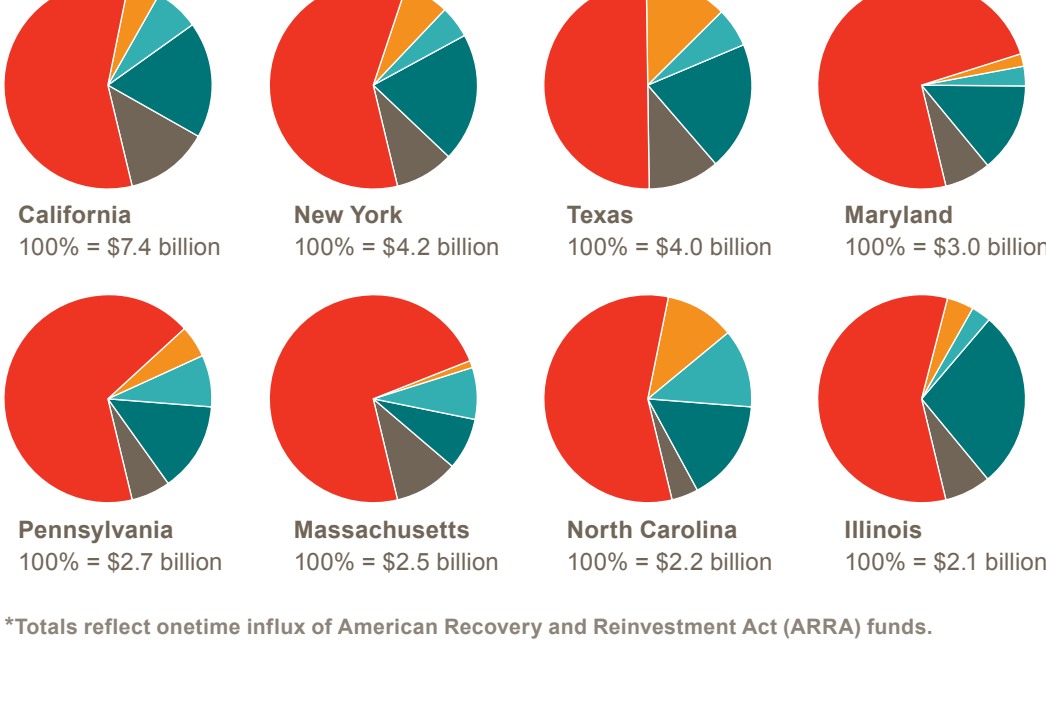 California
100% = $7.4 billion
New York
100% = $4.2 billion
Texas
100% = $4.0 billion
Maryland
100% = $3.0 billion
Pennsylvania
100% = $2.7 billion
Massachusetts
100% = $2.5 billion
North Carolina
100% = $2.2 billion
Illinois
100% = $2.1 billion
*Totals reflect onetime influx of American Recovery and Reinvestment Act (ARRA) funds.